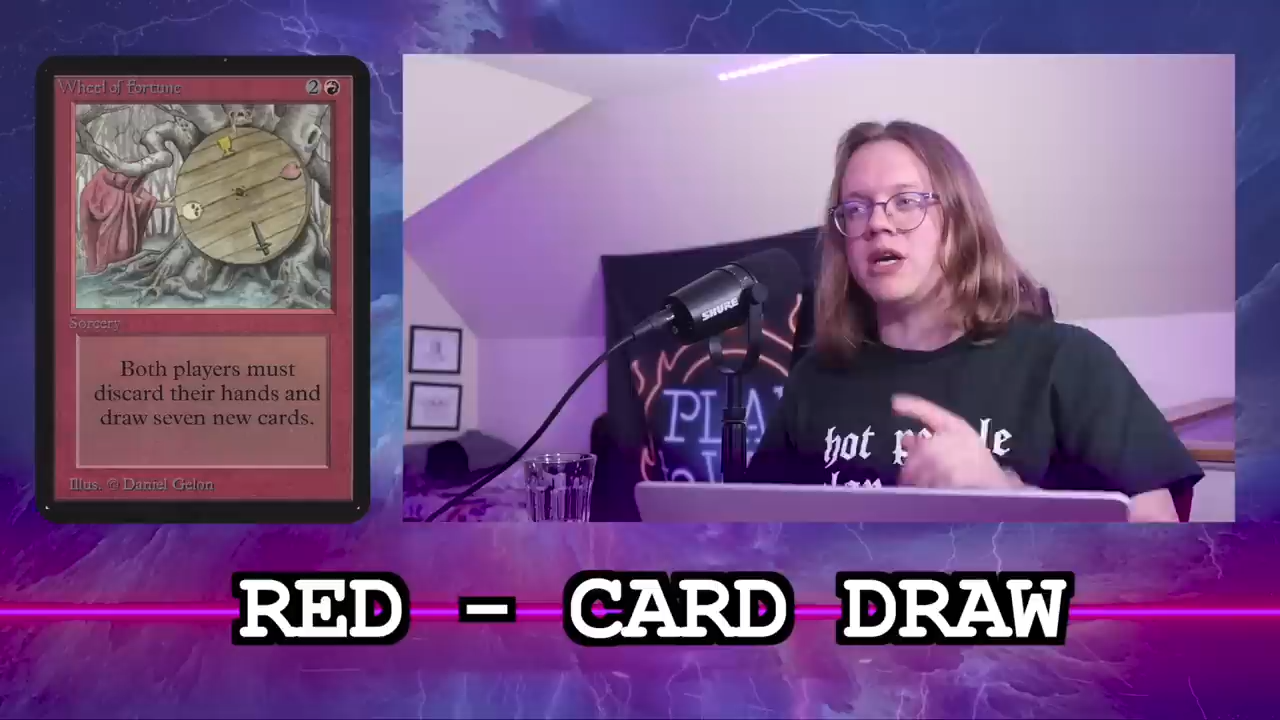 Wheel of Fortune 2
Sorcery
Both players must
discard their hands and
draw seven new cards.
Illus. © Daniel Gelon
SHURE
PLA
hot people
RED - CARD DRAW